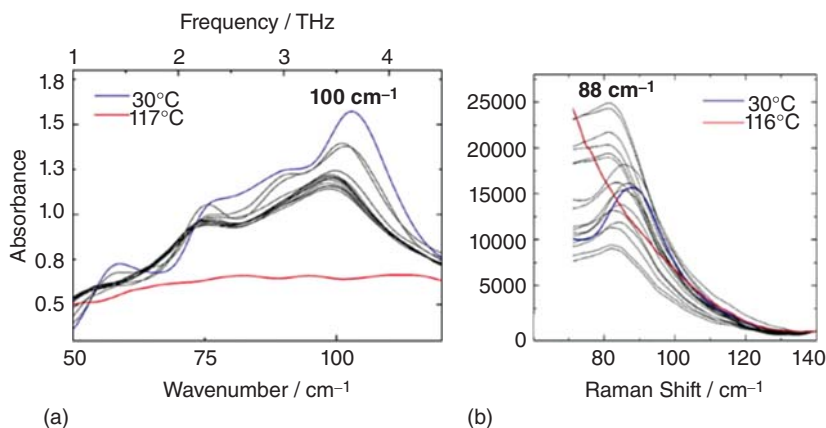 Frequency / THz
1 2 3 4
1.8
1.5
1.3
1.0
0.8
0.5
Absorbance
30°C
117°C
100 cm⁻¹
50 75 100
Wavenumber / cm⁻¹
(a)
25000
20000
15000
10000
5000
0
88 cm⁻¹
30°C
116°C
80 100 120 140
Raman Shift / cm⁻¹
(b)